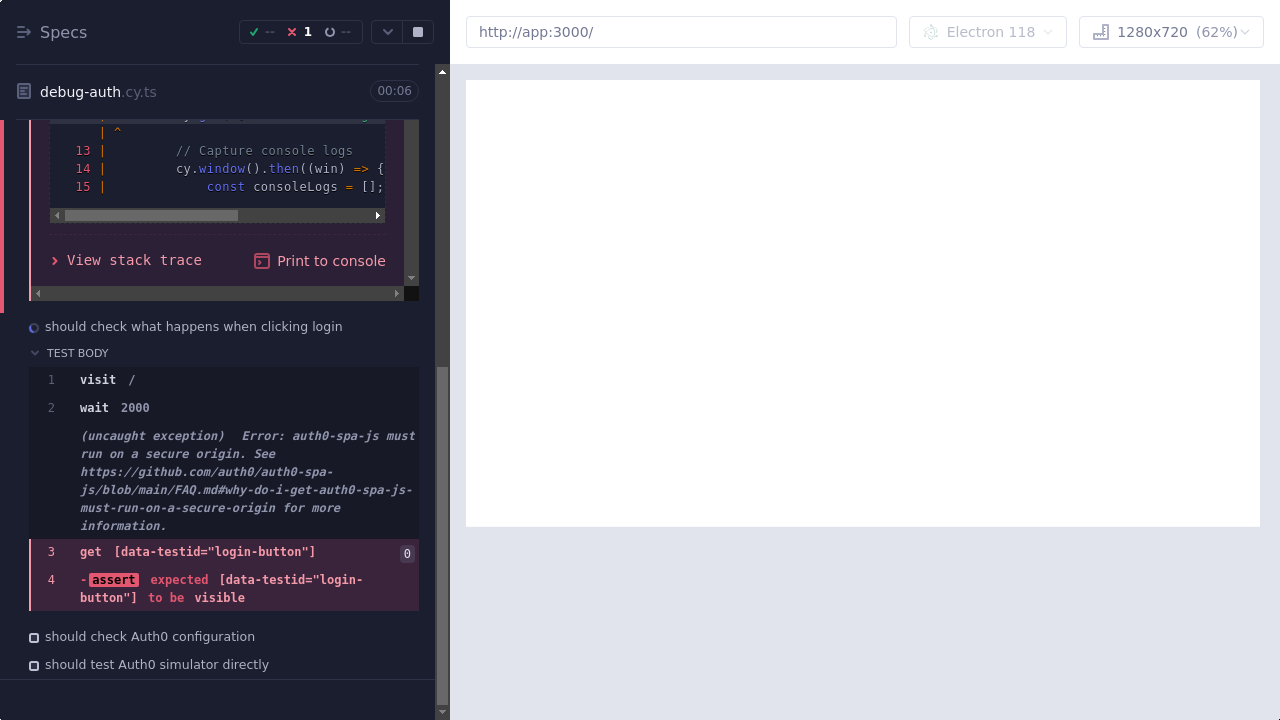 Specs
-- 1 --
http://app:3000/
Electron 118
1280x720 (62%)
debug-auth.cy.ts
00:06
| ^
13 | // Capture console logs
14 | cy.window().then((win) => {
15 | const consoleLogs = [];
View stack trace
Print to console
should check what happens when clicking login
TEST BODY
1 visit /
2 wait 2000
(uncaught exception) Error: auth0-spa-js must
run on a secure origin. See
https://github.com/auth0/auth0-spa-
js/blob/main/FAQ.md#why-do-i-get-auth0-spa-js-
must-run-on-a-secure-origin for more
information.
3 get [data-testid="login-button"] 0
4 -assert expected [data-testid="login-
button"] to be visible
should check Auth0 configuration
should test Auth0 simulator directly